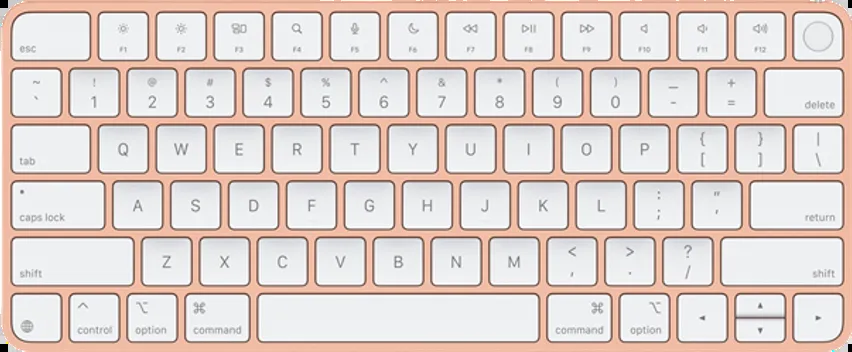 esc F1 F2 F3 F4 F5 F6 F7 F8 F9 F10 F11 F12
~ ! @ # $ % ^ & * ( ) _ +
` 1 2 3 4 5 6 7 8 9 0 - = delete
tab Q W E R T Y U I O P { [ } ] | \
caps lock A S D F G H J K L : ; " ' return
shift Z X C V B N M < , > . ? / shift
control option command command option